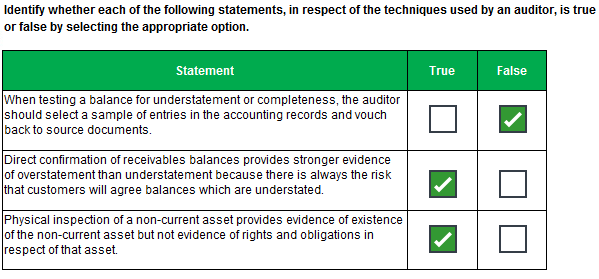 Identify whether each of the following statements, in respect of the techniques used by an auditor, is true
or false by selecting the appropriate option.
Statement True False
When testing a balance for understatement or completeness, the auditor
should select a sample of entries in the accounting records and vouch
back to source documents.
Direct confirmation of receivables balances provides stronger evidence
of overstatement than understatement because there is always the risk
that customers will agree balances which are understated.
Physical inspection of a non-current asset provides evidence of existence
of the non-current asset but not evidence of rights and obligations in
respect of that asset.